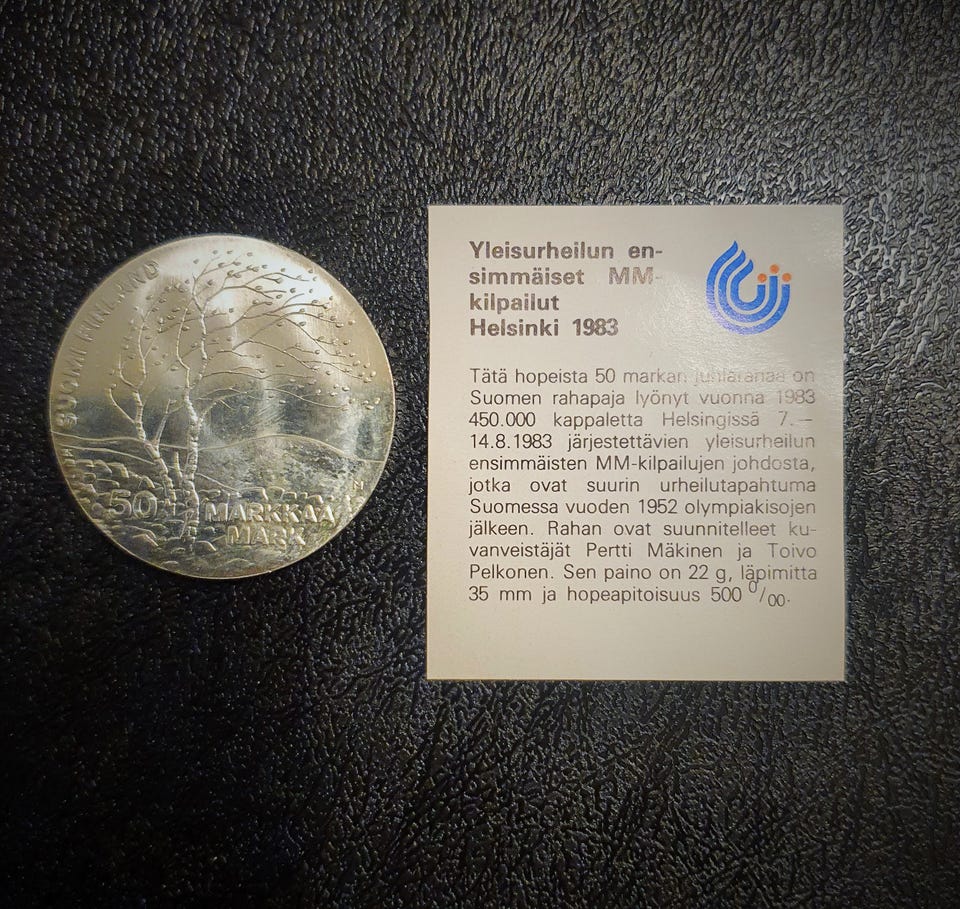 SUOMI FINLAND
50 MARKKAA
MARK
Yleisurheilun en-
simmäiset MM-
kilpailut
Helsinki 1983
Tätä hopeista 50 markan juhlarahaa on
Suomen rahapaja lyönyt vuonna 1983
450.000 kappaletta Helsingissä 7.–
14.8.1983 järjestettävien yleisurheilun
ensimmäisten MM-kilpailujen johdosta,
jotka ovat suurin urheilutapahtuma
Suomessa vuoden 1952 olympiakisojen
jälkeen. Rahan ovat suunnitelleet ku-
vanveistäjät Pertti Mäkinen ja Toivo
Pelkonen. Sen paino on 22 g, läpimitta
35 mm ja hopeapitoisuus 500 0/00.